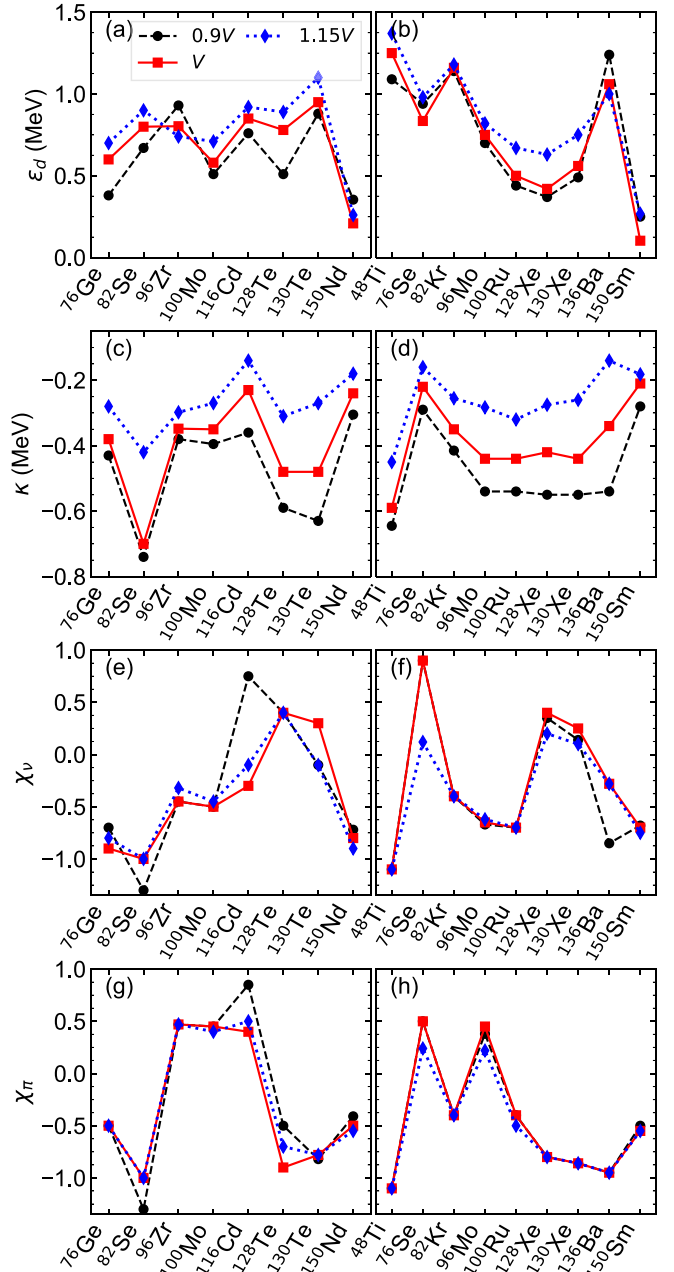 (a) 0.9V 1.15V
V
(b)
1.5
1.0
0.5
0.0
ε_d (MeV)
⁷⁶Ge ⁸²Se ⁹⁶Zr ¹⁰⁰Mo ¹¹⁶Cd ¹²⁸Te ¹³⁰Te ¹⁵⁰Nd
⁴⁸Ti ⁷⁶Se ⁸²Kr ⁹⁶Mo ¹⁰⁰Ru ¹²⁸Xe ¹³⁰Xe ¹³⁶Ba ¹⁵⁰Sm
(c)
(d)
−0.2
−0.4
−0.6
−0.8
κ (MeV)
⁷⁶Ge ⁸²Se ⁹⁶Zr ¹⁰⁰Mo ¹¹⁶Cd ¹²⁸Te ¹³⁰Te ¹⁵⁰Nd
⁴⁸Ti ⁷⁶Se ⁸²Kr ⁹⁶Mo ¹⁰⁰Ru ¹²⁸Xe ¹³⁰Xe ¹³⁶Ba ¹⁵⁰Sm
(e)
(f)
1.0
0.5
0.0
−0.5
−1.0
χ_ν
⁷⁶Ge ⁸²Se ⁹⁶Zr ¹⁰⁰Mo ¹¹⁶Cd ¹²⁸Te ¹³⁰Te ¹⁵⁰Nd
⁴⁸Ti ⁷⁶Se ⁸²Kr ⁹⁶Mo ¹⁰⁰Ru ¹²⁸Xe ¹³⁰Xe ¹³⁶Ba ¹⁵⁰Sm
(g)
(h)
1.0
0.5
0.0
−0.5
−1.0
χ_π
⁷⁶Ge ⁸²Se ⁹⁶Zr ¹⁰⁰Mo ¹¹⁶Cd ¹²⁸Te ¹³⁰Te ¹⁵⁰Nd
⁴⁸Ti ⁷⁶Se ⁸²Kr ⁹⁶Mo ¹⁰⁰Ru ¹²⁸Xe ¹³⁰Xe ¹³⁶Ba ¹⁵⁰Sm